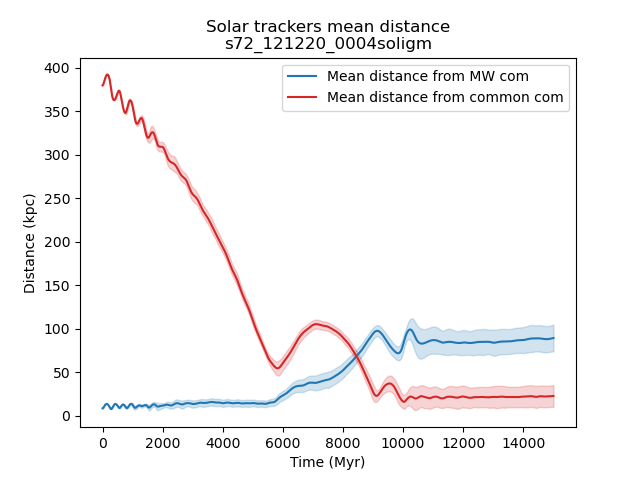 Solar trackers mean distance
s72_121220_0004soligm
Mean distance from MW com
Mean distance from common com
Distance (kpc)
400
350
300
250
200
150
100
50
0
0 2000 4000 6000 8000 10000 12000 14000
Time (Myr)